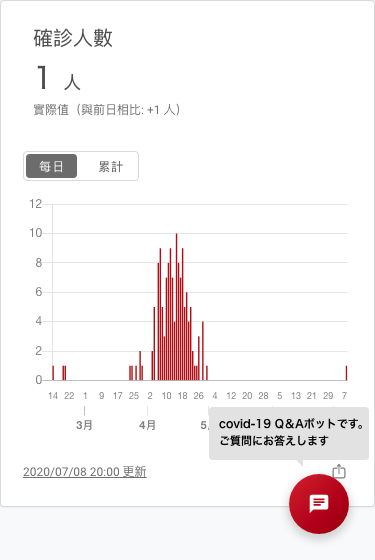 確診人數
1 人
實際值（與前日相比: +1 人）
每日 累計
12
10
8
6
4
2
0
14 22 1 9 17 25 2 10 18 26 4 12 20 28 5 13 21 29 7
3月 4月 5
covid-19 Q&Aボットです。
ご質問にお答えします
2020/07/08 20:00 更新